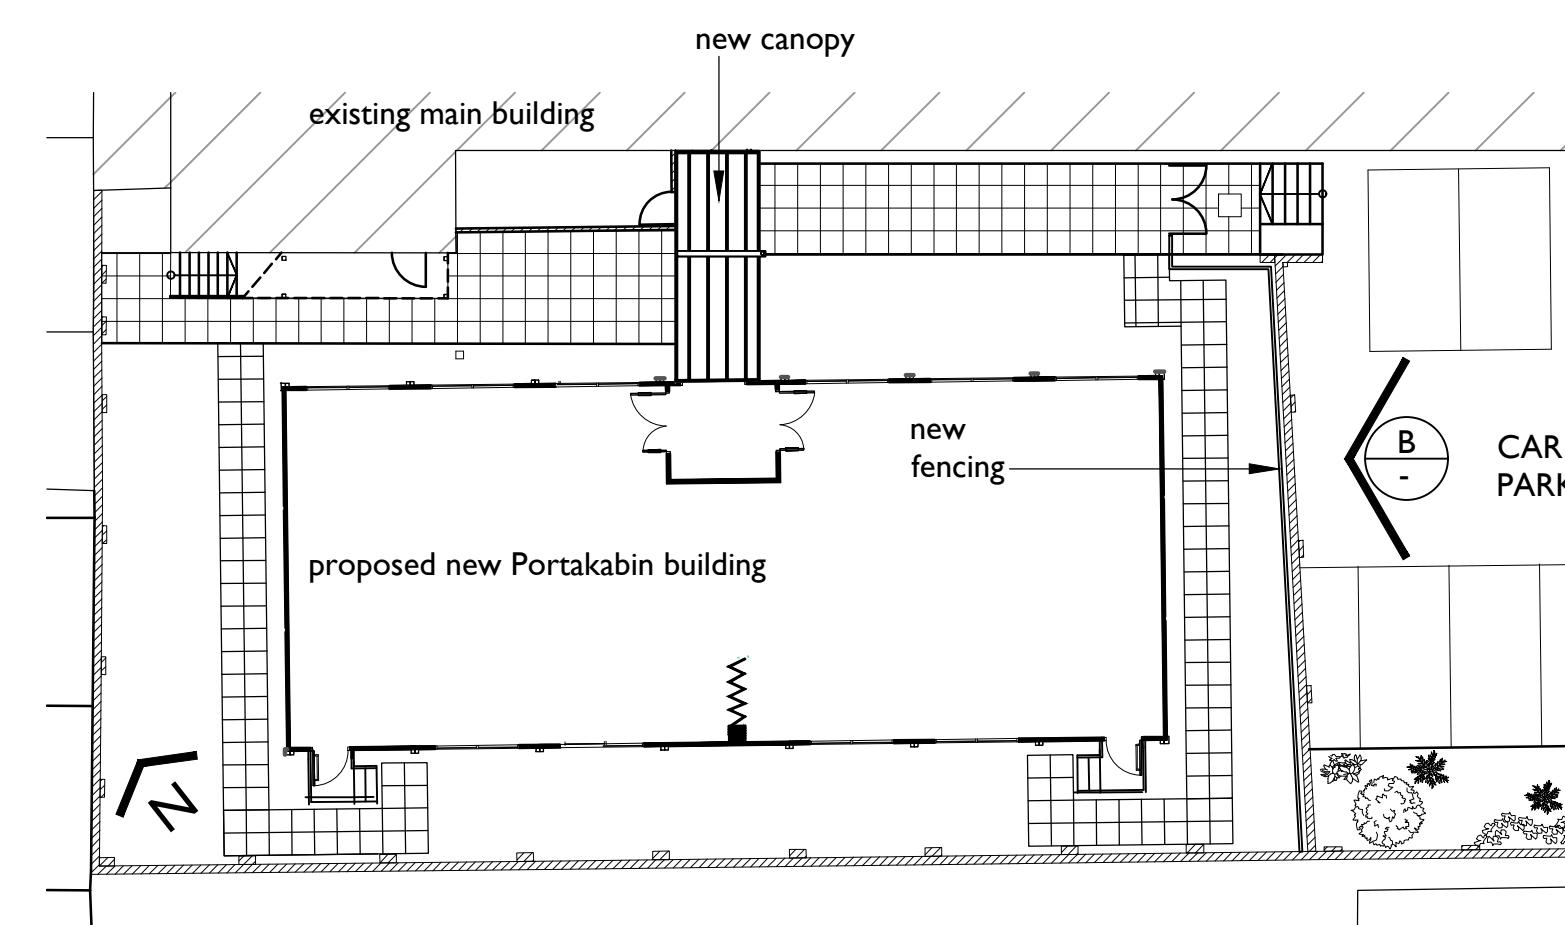 new canopy
existing main building
new
fencing
B
-
CAR
PARK
proposed new Portakabin building
N